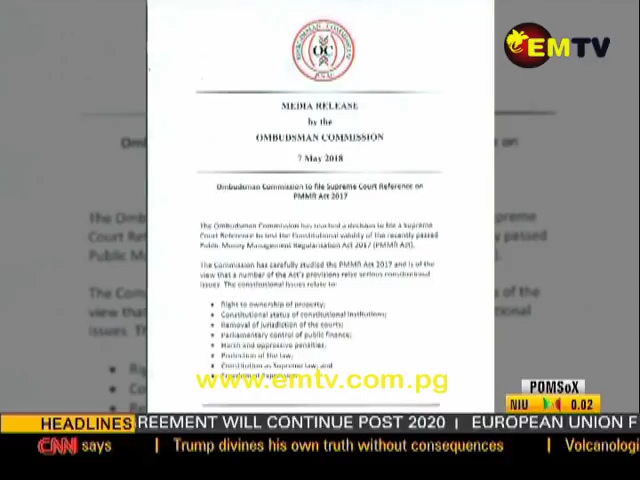 EMTV
OC
MEDIA RELEASE
by the
OMBUDSMAN COMMISSION
7 May 2018
Ombudsman Commission to file Supreme Court Reference on
PMMR Act 2017
The Ombudsman Commission has reached a decision to file a Supreme
Court Reference to test the Constitutional validity of the recently passed
Public Money Management Regularisation Act 2017 (PMMR Act).
The Commission has carefully studied the PMMR Act 2017 and is of the
view that a number of the Act's provisions raise serious constitutional
issues. The constitutional issues relate to:
• Right to ownership of property;
• Constitutional status of constitutional institutions;
• Removal of jurisdiction of the courts;
• Parliamentary control of public finance;
• Harsh and oppressive penalties.
• Protection of the law;
• Constitution as Supreme law; and
www.emtv.com.pg
POMSoX
NIU 0.02
HEADLINES REEMENT WILL CONTINUE POST 2020 | EUROPEAN UNION F
CNN says | Trump divines his own truth without consequences | Volcanologi